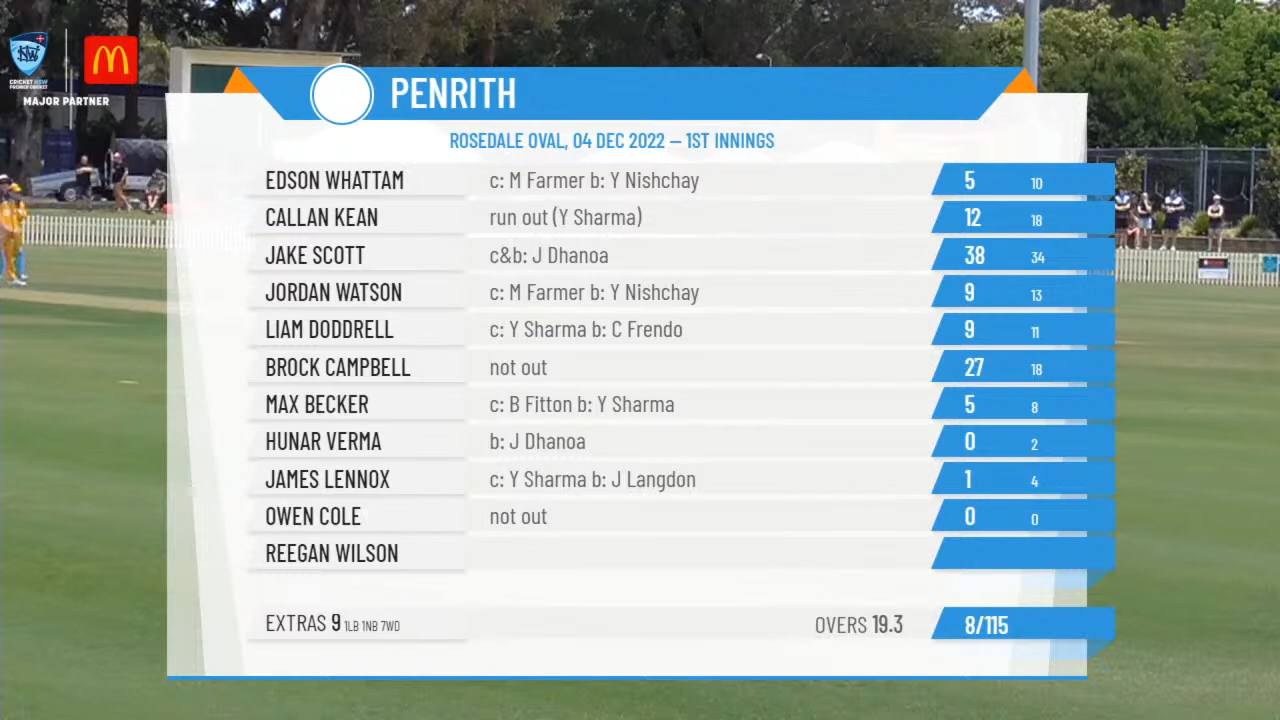 CRICKET NSW
PREMIER CRICKET
MAJOR PARTNER
PENRITH
ROSEDALE OVAL, 04 DEC 2022 – 1ST INNINGS
EDSON WHATTAM c: M Farmer b: Y Nishchay 5 10
CALLAN KEAN run out (Y Sharma) 12 18
JAKE SCOTT c&b: J Dhanoa 38 34
JORDAN WATSON c: M Farmer b: Y Nishchay 9 13
LIAM DODDRELL c: Y Sharma b: C Frendo 9 11
BROCK CAMPBELL not out 27 18
MAX BECKER c: B Fitton b: Y Sharma 5 8
HUNAR VERMA b: J Dhanoa 0 2
JAMES LENNOX c: Y Sharma b: J Langdon 1 4
OWEN COLE not out 0 0
REEGAN WILSON
EXTRAS 9 1LB 1NB 7WD OVERS 19.3 8/115